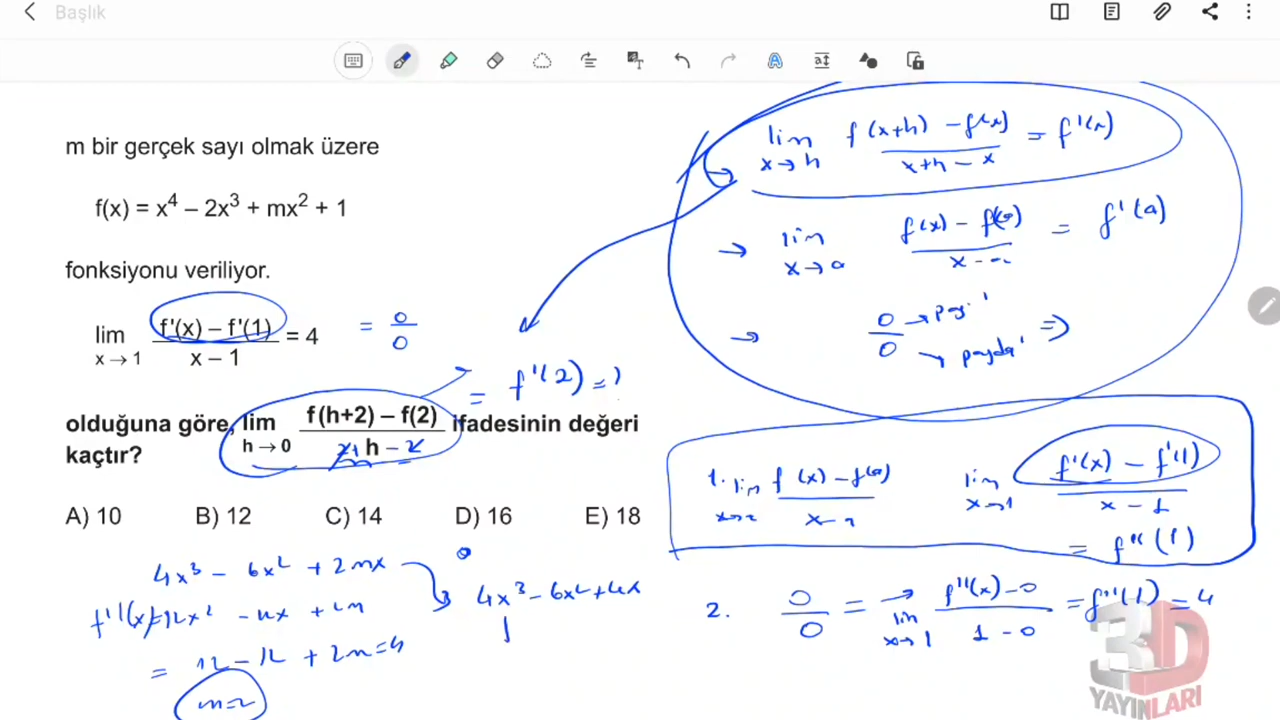 Başlık
m bir gerçek sayı olmak üzere
f(x) = x⁴ – 2x³ + mx² + 1
fonksiyonu veriliyor.
lim x→1 f'(x) – f'(1) / x – 1 = 4 = 0/0
= f'(2) = ?
olduğuna göre, lim h→0 f(h+2) – f(2) / 2+h – 2 ifadesinin değeri
kaçtır?
A) 10 B) 12 C) 14 D) 16 E) 18
4x³ – 6x² + 2mx
f''(x)=12x² – 12x + 2m
= 12 – 12 + 2m = 4
m=2
4x³ – 6x² + 4x
lim x→h f(x+h) – f(x) / x+h – x = f'(x)
→ lim x→a f(x) – f(a) / x – a = f'(a)
→ 0/0 → pay' → payda' ⇒
1. lim x→a f(x) – f(a) / x – a
lim x→1 f'(x) – f'(1) / x – 1
= f''(1)
2. 0/0 = → lim x→1 f''(x) – 0 / 1 – 0 = f''(1) = 4
3D
YAYINLARI